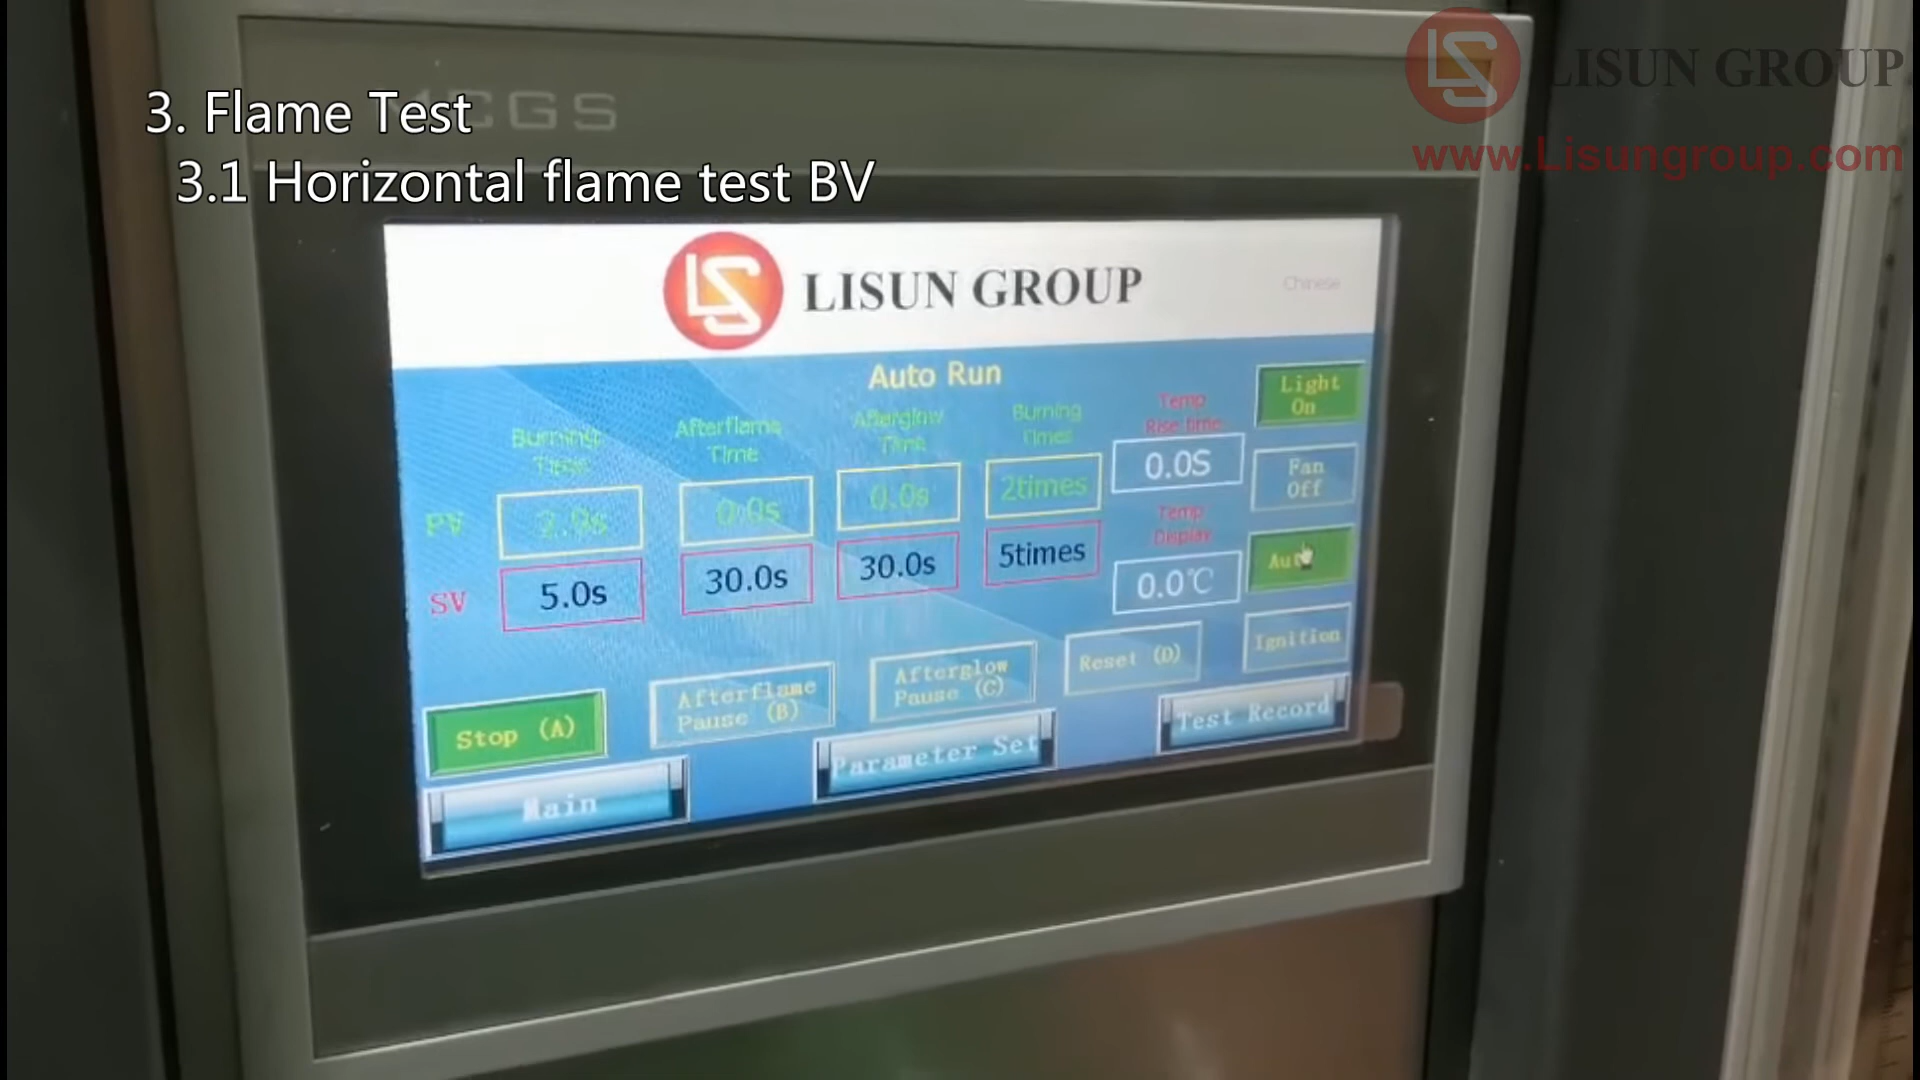 3. Flame Test
3.1 Horizontal flame test BV
LISUN GROUP
www.Lisungroup.com
CGS
LISUN GROUP
Chinese
Auto Run
Burning Time
Afterflame Time
Afterglow Time
Burning Times
Temp Rise time
Light On
PV
0.0s
0.0s
2times
0.0S
Fan Off
SV
5.0s
30.0s
30.0s
5times
Temp Display
0.0℃
Ignition
Stop (A)
Afterflame Pause (B)
Afterglow Pause (C)
Reset (D)
Main
Parameter Set
Test Record